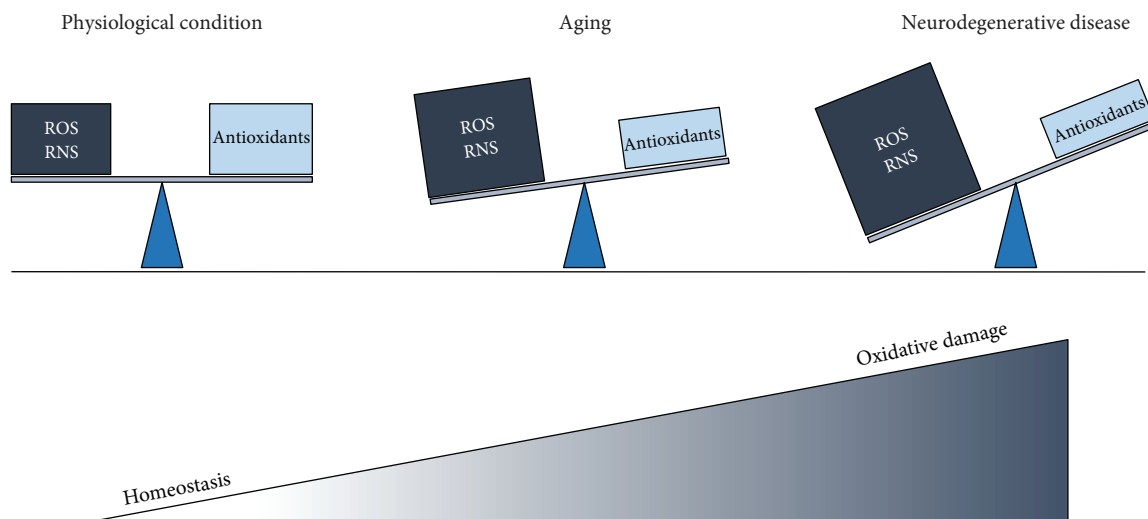 Physiological condition
Aging
Neurodegenerative disease
ROS
RNS
Antioxidants
ROS
RNS
Antioxidants
ROS
RNS
Antioxidants
Oxidative damage
Homeostasis